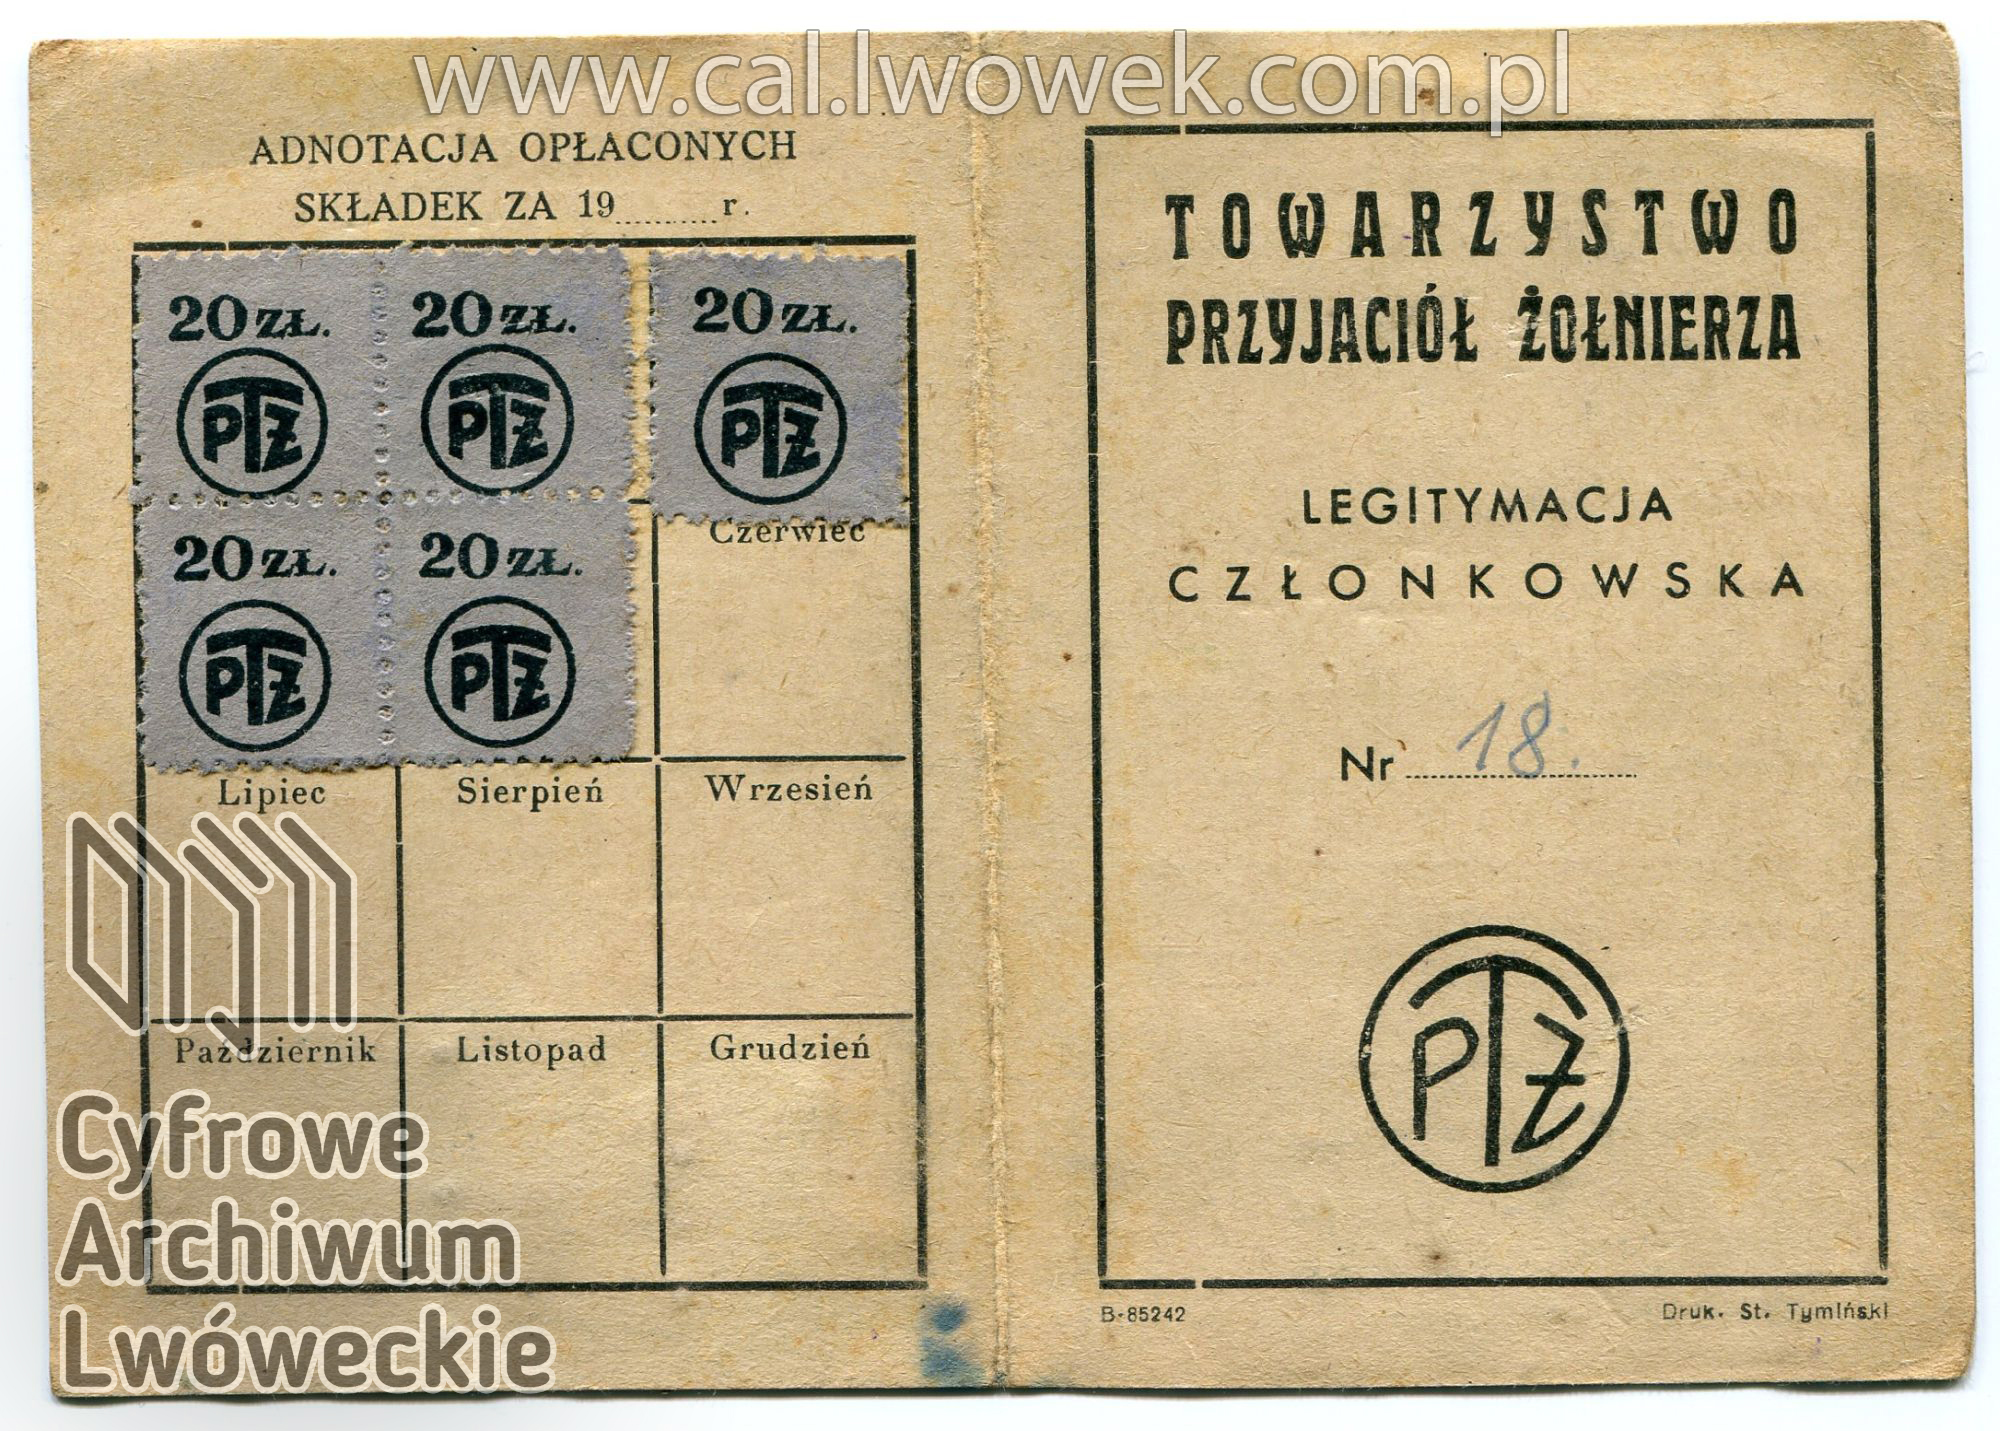 www.cal.lwowek.com.pl
ADNOTACJA OPŁACONYCH
SKŁADEK ZA 19........r.
20 ZŁ. 20 ZŁ. 20 ZŁ.
PTŻ PTŻ PTŻ
Czerwiec
20 ZŁ. 20 ZŁ.
PTŻ PTŻ
Lipiec Sierpień Wrzesień
Październik Listopad Grudzień
Cyfrowe
Archiwum
Lwóweckie
TOWARZYSTWO
PRZYJACIÓŁ ŻOŁNIERZA
LEGITYMACJA
CZŁONKOWSKA
Nr 18.
PTŻ
B-85242 Druk. St. Tymiński